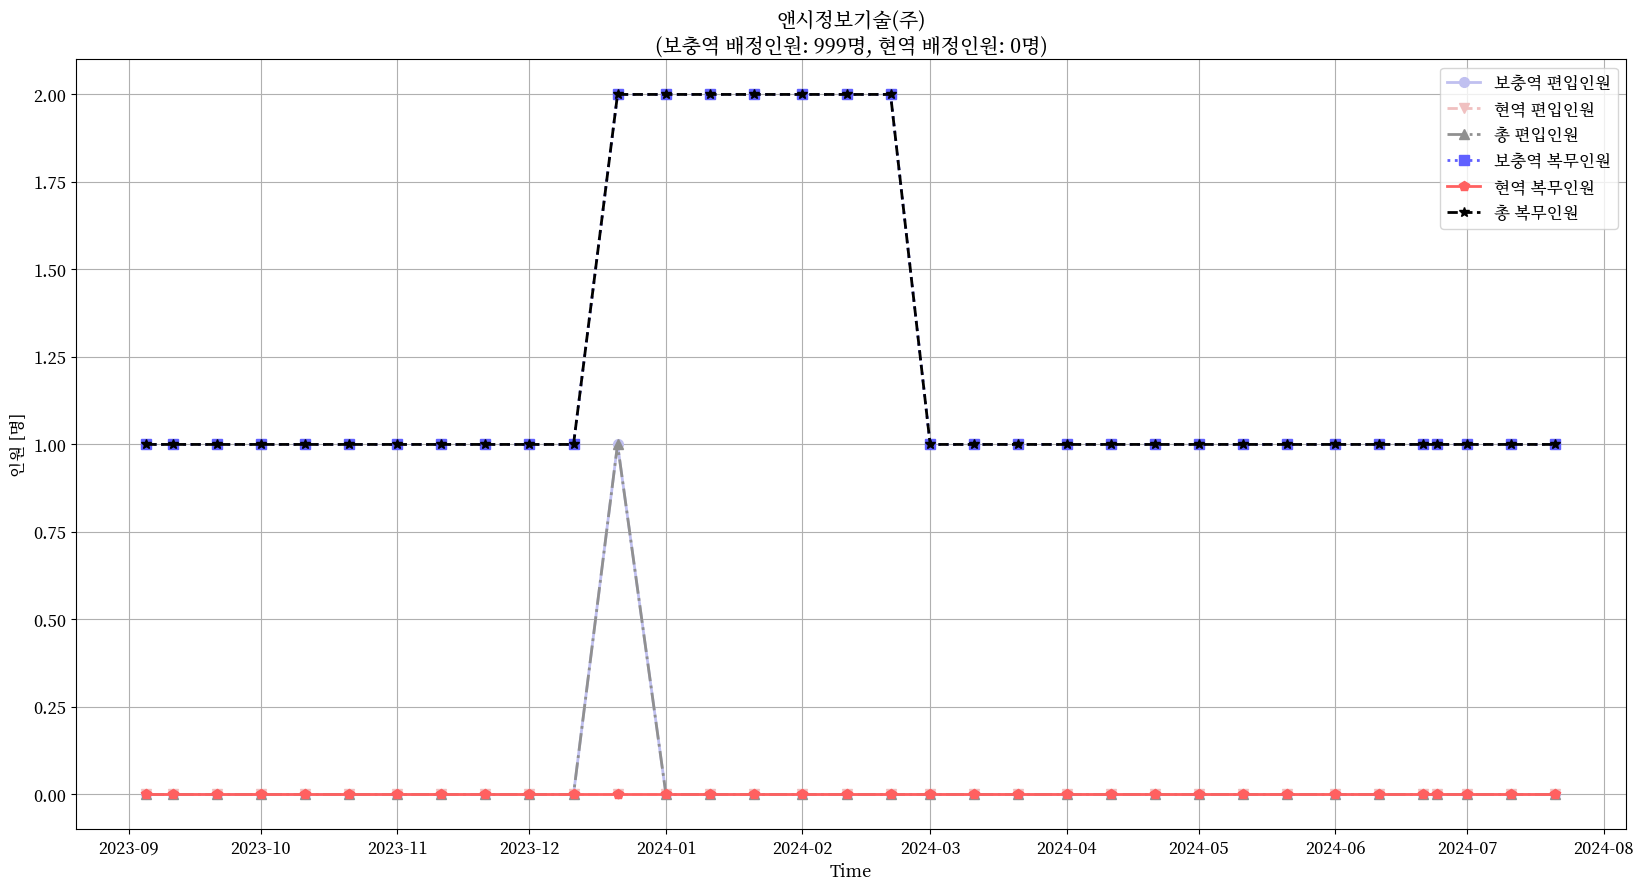 앤시정보기술(주)
(보충역 배정인원: 999명, 현역 배정인원: 0명)
보충역 편입인원
현역 편입인원
총 편입인원
보충역 복무인원
현역 복무인원
총 복무인원
2.00
1.75
1.50
1.25
1.00
0.75
0.50
0.25
0.00
인원 [명]
2023-09 2023-10 2023-11 2023-12 2024-01 2024-02 2024-03 2024-04 2024-05 2024-06 2024-07 2024-08
Time